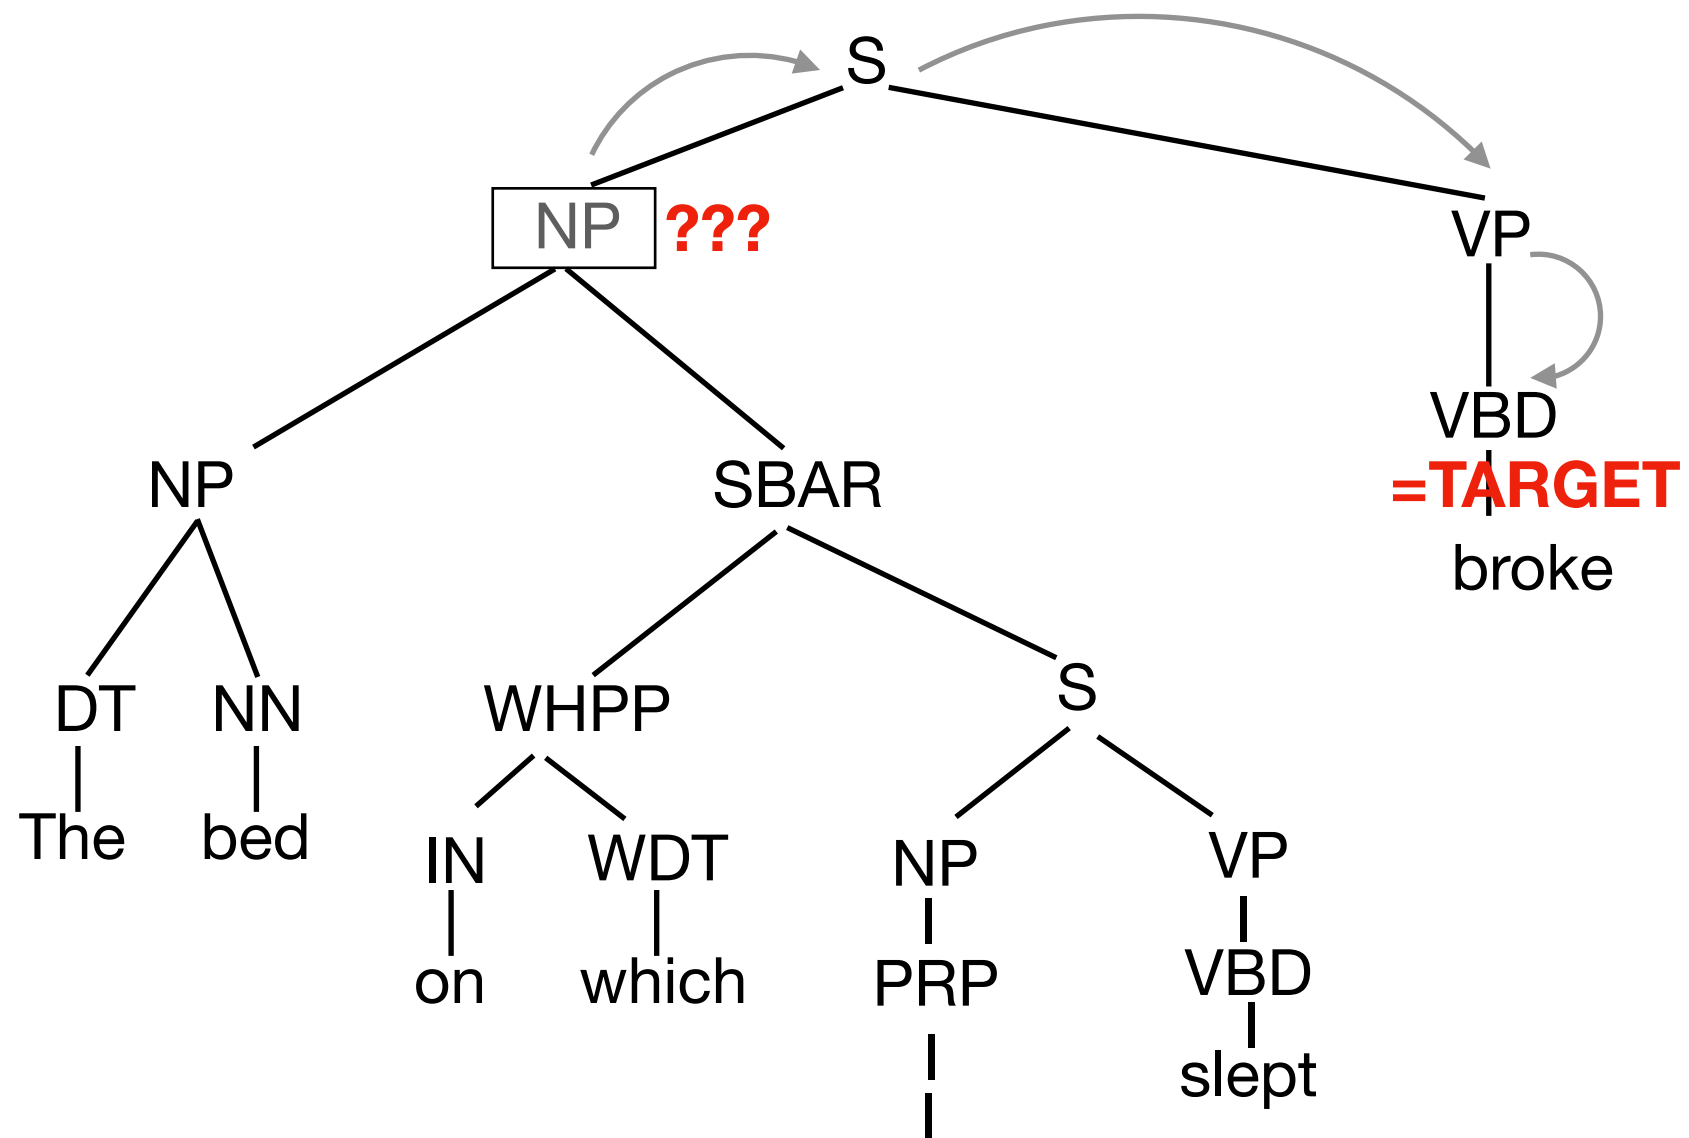 S
NP ???
VP
VBD
=TARGET
broke
NP
SBAR
DT
NN
WHPP
S
The
bed
IN
WDT
NP
VP
on
which
PRP
VBD
slept
I